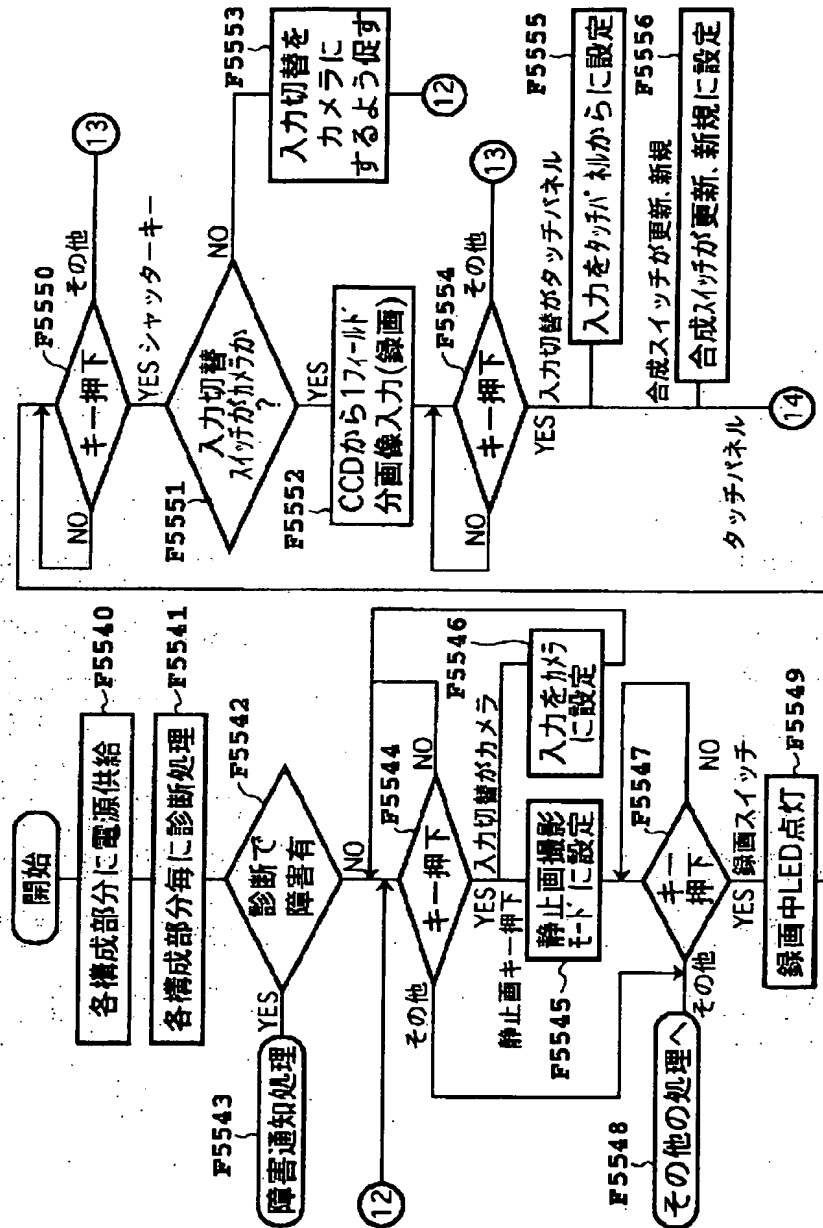 開始
各構成部分に電源供給
F5540
各構成部分毎に診断処理
F5541
診断で
障害有
F5542
YES
NO
F5543
障害通知処理
12
キー押下
F5544
NO
その他
YES
入力切替がカメラ
静止画キー押下
F5546
入力をカメラ
に設定
F5545
静止画撮影
モードに設定
キー
押下
F5547
NO
その他
YES
録画スイッチ
F5548
その他の処理へ
録画中LED点灯
F5549
キー押下
F5550
NO
その他
13
YES シャッターキー
F5551
入力切替
スイッチがカメラか
?
NO
YES
F5553
入力切替を
カメラに
するよう促す
12
F5552
CCDから1フィールド
分画像入力(録画)
キー押下
F5554
NO
その他
13
YES
入力切替がタッチパネル
入力をタッチパネルからに設定
F5555
合成スイッチが更新、新規
合成スイッチが更新、新規に設定
F5556
タッチパネル
14